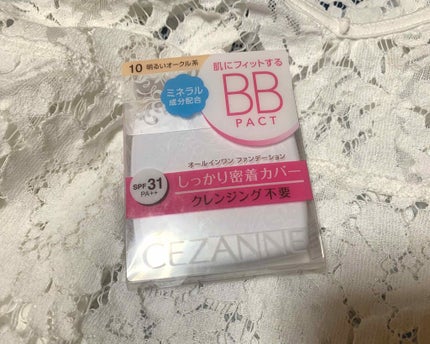 10 明るいオークル系
肌にフィットする
BB
PACT
ミネラル
成分配合
オールインワン ファンデーション
SPF 31
PA++
しっかり密着カバー
クレンジング 不要
CEZANNE